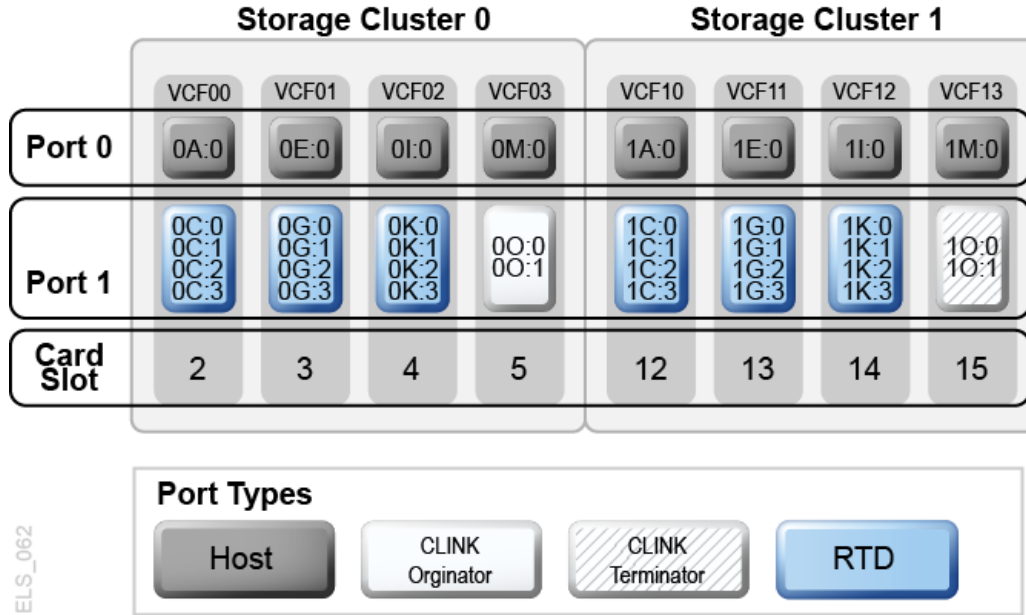 Storage Cluster 0 Storage Cluster 1
VCF00 VCF01 VCF02 VCF03 VCF10 VCF11 VCF12 VCF13
Port 0 0A:0 0E:0 0I:0 0M:0 1A:0 1E:0 1I:0 1M:0
0C:0 0G:0 0K:0 1C:0 1G:0 1K:0
0C:1 0G:1 0K:1 0O:0 1C:1 1G:1 1K:1 1O:0
0C:2 0G:2 0K:2 0O:1 1C:2 1G:2 1K:2 1O:1
Port 1 0C:3 0G:3 0K:3 1C:3 1G:3 1K:3
Card
Slot 2 3 4 5 12 13 14 15
Port Types
Host CLINK
Orginator CLINK
Terminator RTD
ELS_062